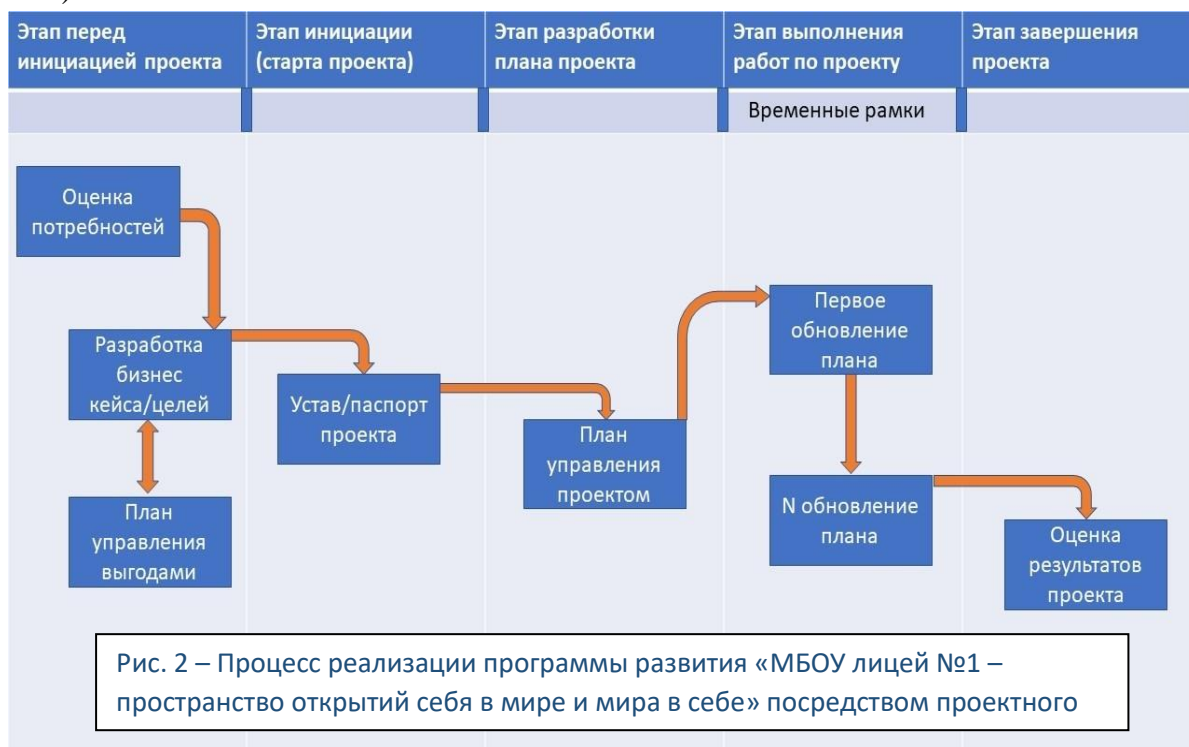 Этап перед
инициацией проекта
Этап инициации
(старта проекта)
Этап разработки
плана проекта
Этап выполнения
работ по проекту
Этап завершения
проекта
Временные рамки
Оценка
потребностей
Разработка
бизнес
кейса/целей
План
управления
выгодами
Устав/паспорт
проекта
План
управления
проектом
Первое
обновление
плана
N обновление
плана
Оценка
результатов
проекта
Рис. 2 – Процесс реализации программы развития «МБОУ лицей №1 –
пространство открытий себя в мире и мира в себе» посредством проектного